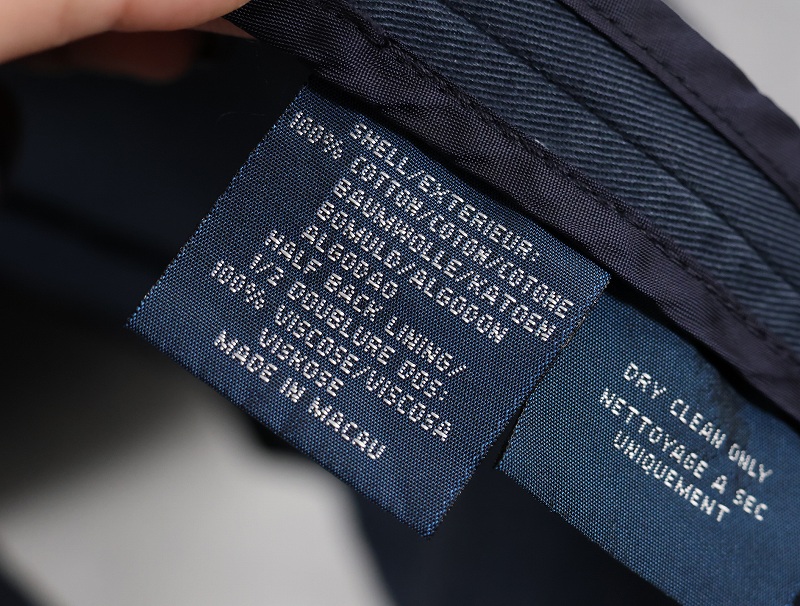 SHELL/EXTERIEUR:
100% COTTON/COTON/COTONE
BAUMWOLLE/KATOEN
BOMULD/ALGODON
ALGODAO
HALF BACK LINING/
1/2 DOUBLURE DOS:
100% VISCOSE/VISCOSA
VISKOSE
MADE IN MACAU
DRY CLEAN ONLY
NETTOYAGE A SEC
UNIQUEMENT